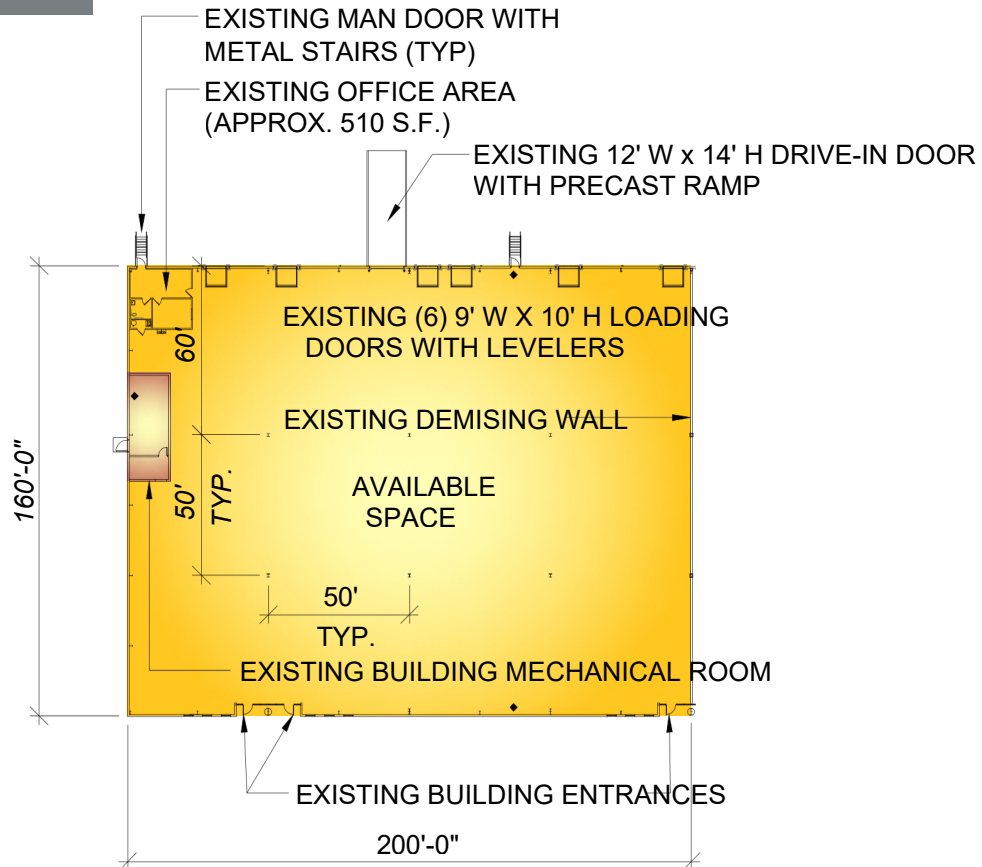 EXISTING MAN DOOR WITH
METAL STAIRS (TYP)
EXISTING OFFICE AREA
(APPROX. 510 S.F.)
EXISTING 12' W x 14' H DRIVE-IN DOOR
WITH PRECAST RAMP
EXISTING (6) 9' W X 10' H LOADING
DOORS WITH LEVELERS
60'
EXISTING DEMISING WALL
160'-0"
50'
TYP.
AVAILABLE
SPACE
50'
TYP.
EXISTING BUILDING MECHANICAL ROOM
EXISTING BUILDING ENTRANCES
200'-0"